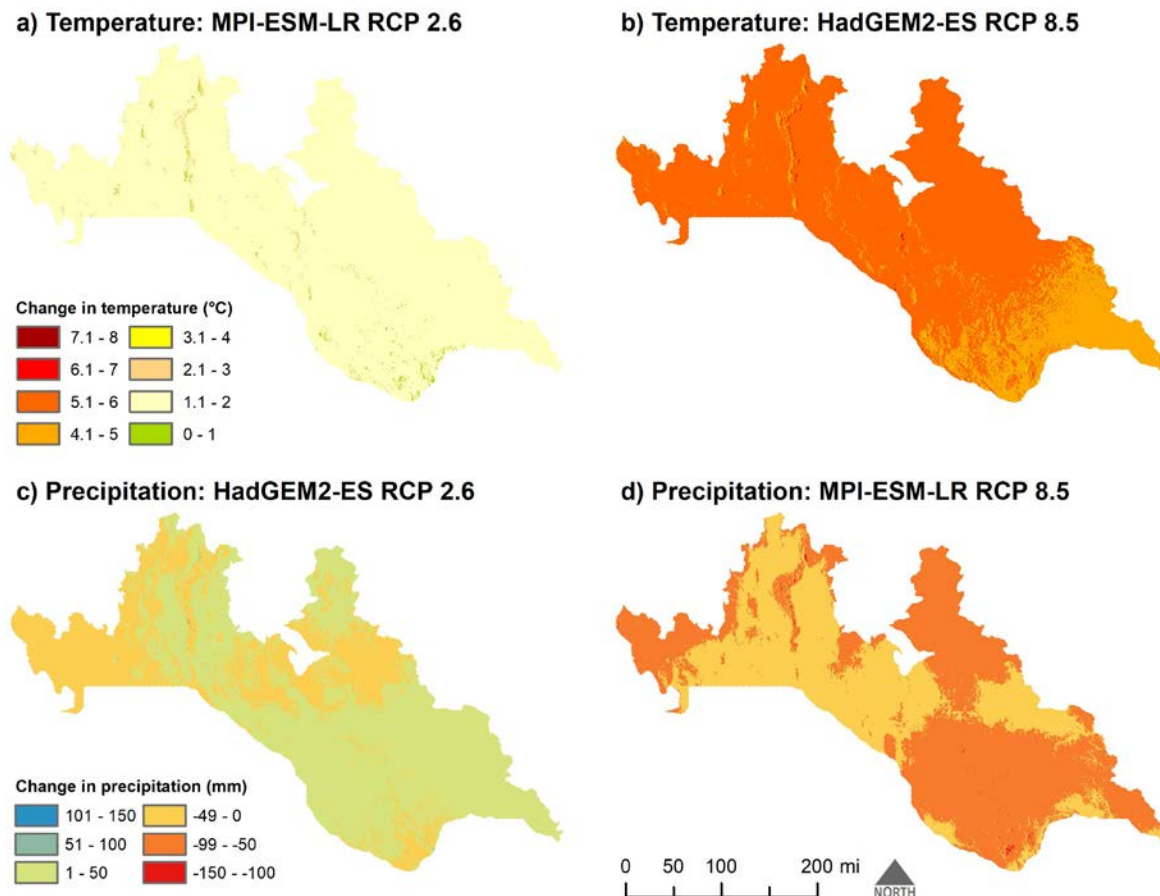 a) Temperature: MPI-ESM-LR RCP 2.6
b) Temperature: HadGEM2-ES RCP 8.5
Change in temperature (°C)
7.1 - 8 3.1 - 4
6.1 - 7 2.1 - 3
5.1 - 6 1.1 - 2
4.1 - 5 0 - 1
c) Precipitation: HadGEM2-ES RCP 2.6
d) Precipitation: MPI-ESM-LR RCP 8.5
Change in precipitation (mm)
101 - 150 -49 - 0
51 - 100 -99 - -50
1 - 50 -150 - -100
0 50 100 200 mi
NORTH